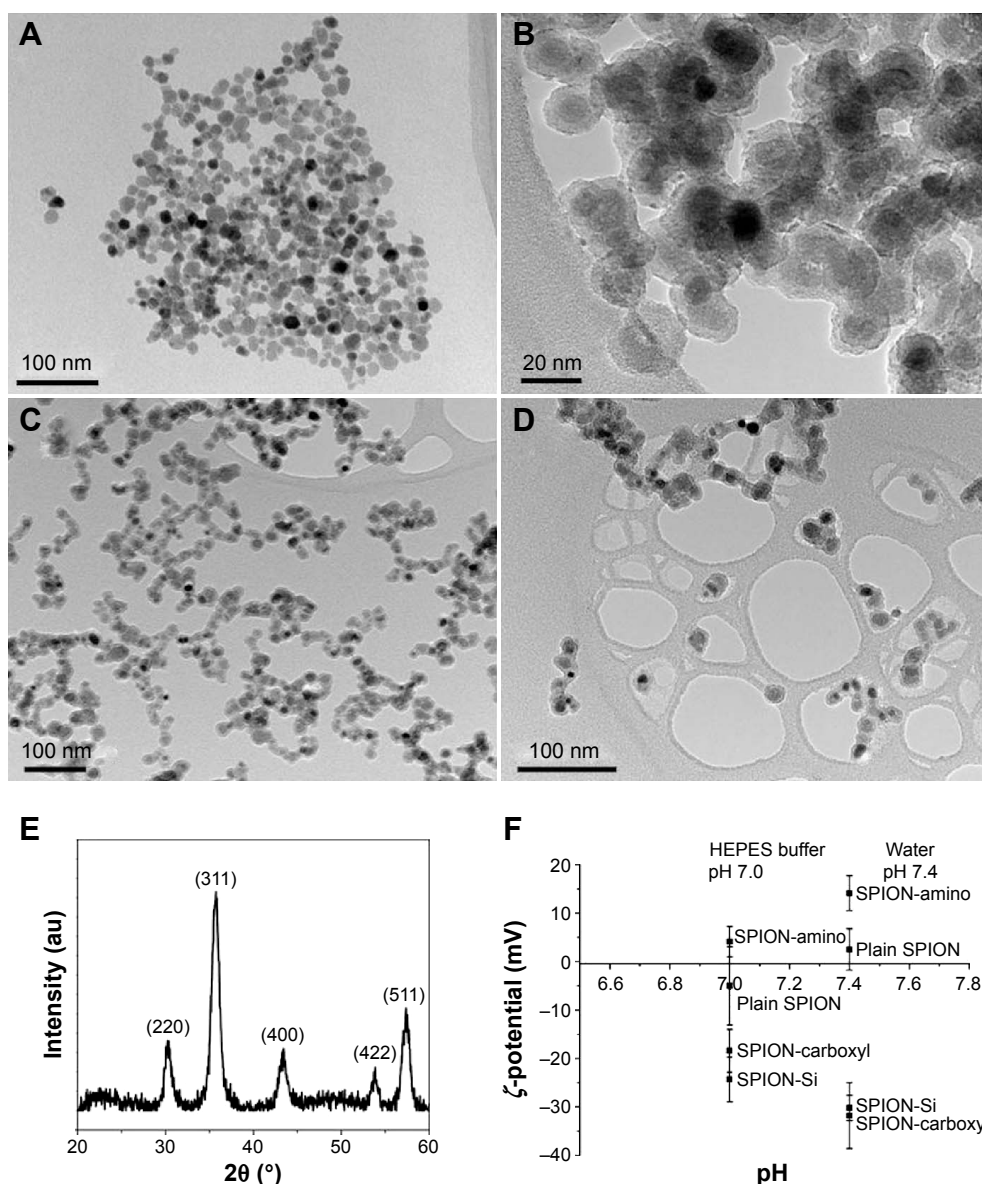 A
100 nm
B
20 nm
C
100 nm
D
100 nm
E
Intensity (au)
(220)
(311)
(400)
(422)
(511)
20
30
40
50
60
2θ (°)
F
HEPES buffer
pH 7.0
Water
pH 7.4
ζ-potential (mV)
20
10
0
–10
–20
–30
–40
6.6
6.8
7.0
7.2
7.4
7.6
7.8
SPION-amino
Plain SPION
SPION-carboxyl
SPION-Si
SPION-amino
Plain SPION
SPION-Si
SPION-carboxy
pH